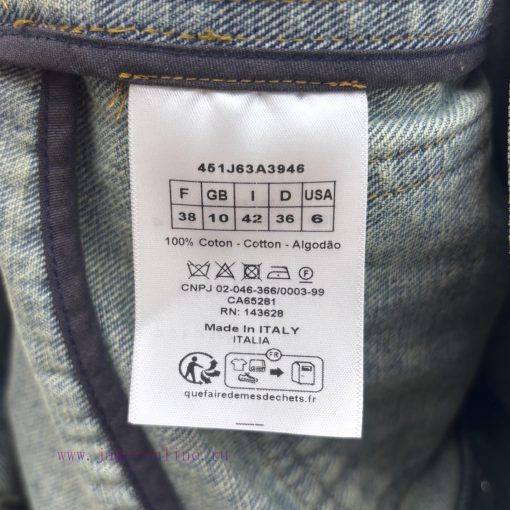 451J63A3946
F GB I D USA
38 10 42 36 6
100% Coton - Cotton - Algodão
F
CNPJ 02-046-366/0003-99
CA65281
RN: 143628
Made In ITALY
ITALIA
FR
quefairedemesdechets.fr